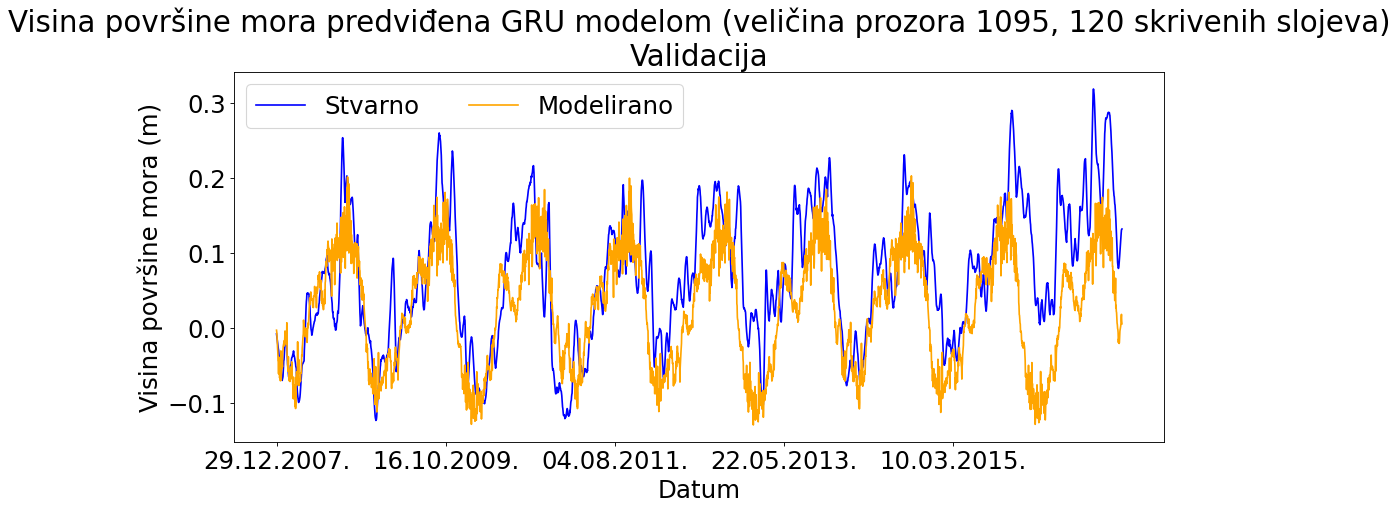 Visina površine mora predviđena GRU modelom (veličina prozora 1095, 120 skrivenih slojeva)
Validacija
Stvarno
Modelirano
Visina površine mora (m)
0.3
0.2
0.1
0.0
−0.1
29.12.2007.
16.10.2009.
04.08.2011.
22.05.2013.
10.03.2015.
Datum